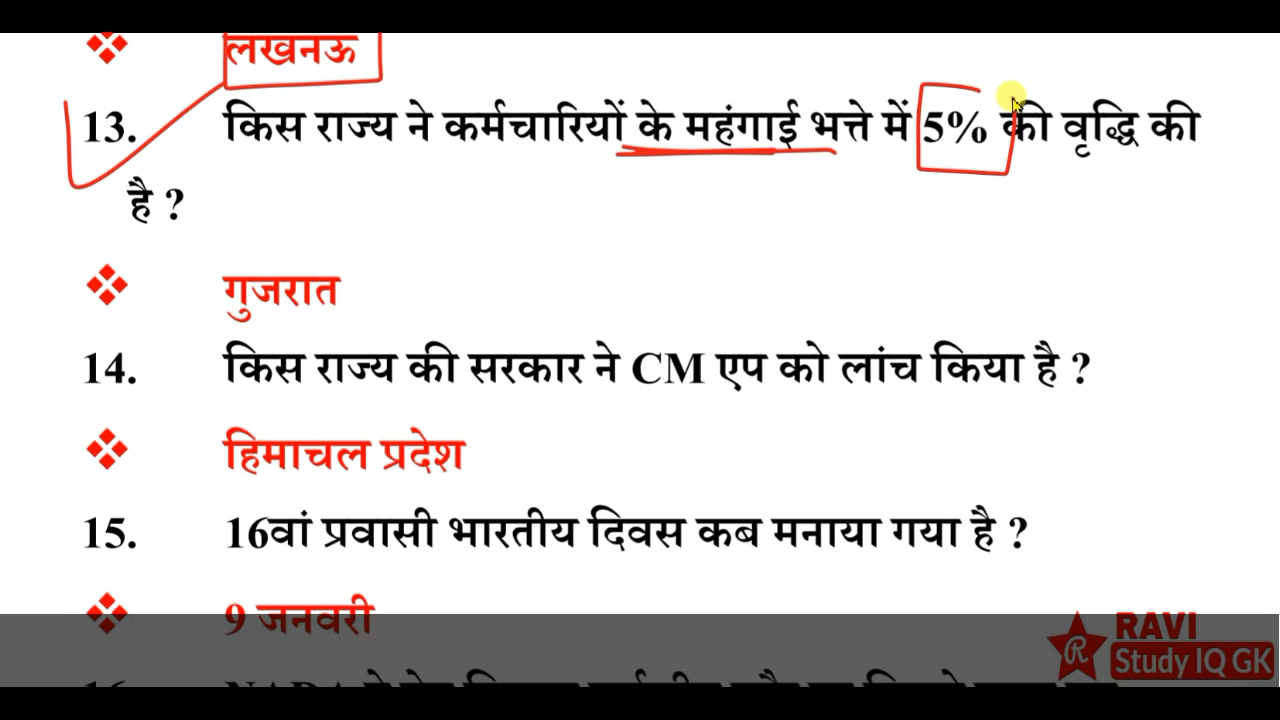 लखनऊ
13. किस राज्य ने कर्मचारियों के महंगाई भत्ते में 5% की वृद्धि की
है ?
गुजरात
14. किस राज्य की सरकार ने CM एप को लांच किया है ?
हिमाचल प्रदेश
15. 16वां प्रवासी भारतीय दिवस कब मनाया गया है ?
9 जनवरी
RAVI
R Study IQ GK